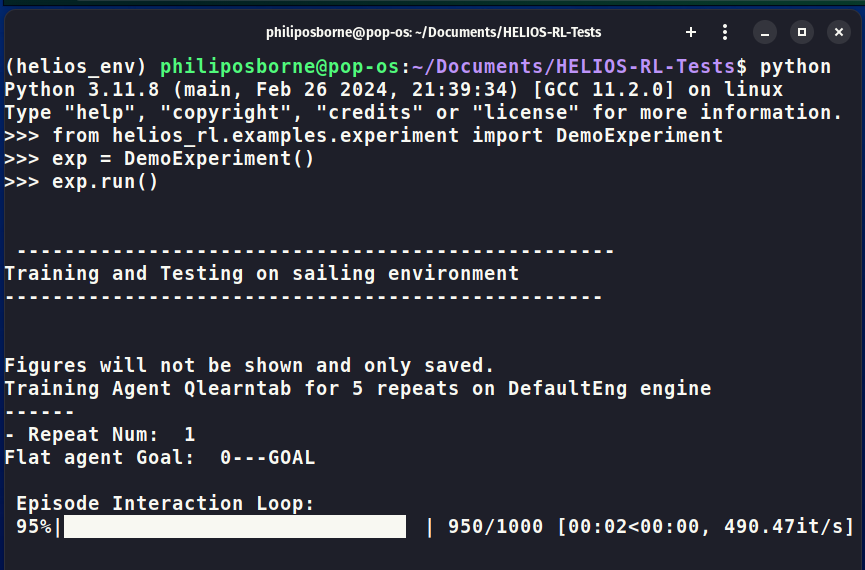 philiposborne@pop-os: ~/Documents/HELIOS-RL-Tests
(helios_env) philiposborne@pop-os:~/Documents/HELIOS-RL-Tests$ python
Python 3.11.8 (main, Feb 26 2024, 21:39:34) [GCC 11.2.0] on linux
Type "help", "copyright", "credits" or "license" for more information.
>>> from helios_rl.examples.experiment import DemoExperiment
>>> exp = DemoExperiment()
>>> exp.run()
--------------------------------------------------
Training and Testing on sailing environment
--------------------------------------------------
Figures will not be shown and only saved.
Training Agent Qlearntab for 5 repeats on DefaultEng engine
------
- Repeat Num:  1
Flat agent Goal:  0---GOAL
Episode Interaction Loop:
95%| | 950/1000 [00:02<00:00, 490.47it/s]